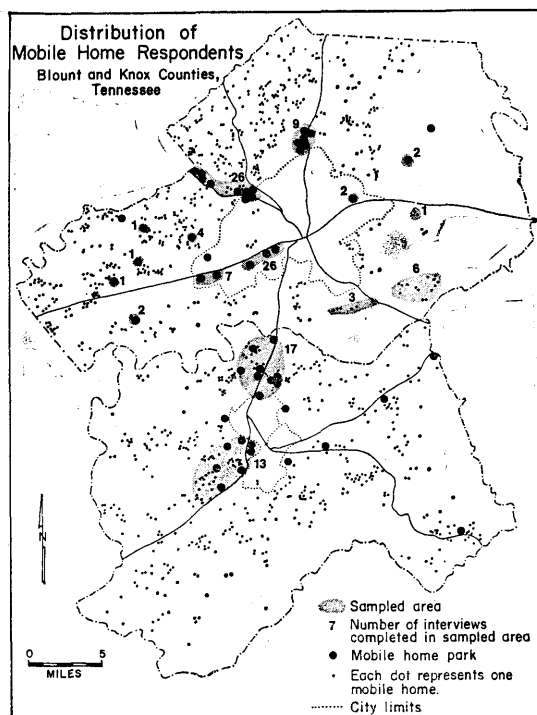 Distribution of
Mobile Home Respondents
Blount and Knox Counties,
Tennessee
9
2
26
2
1
1
4
1
26
7
6
1
3
2
17
13
N
Sampled area
7 Number of interviews
completed in sampled area
Mobile home park
Each dot represents one
mobile home.
City limits
0 5
MILES